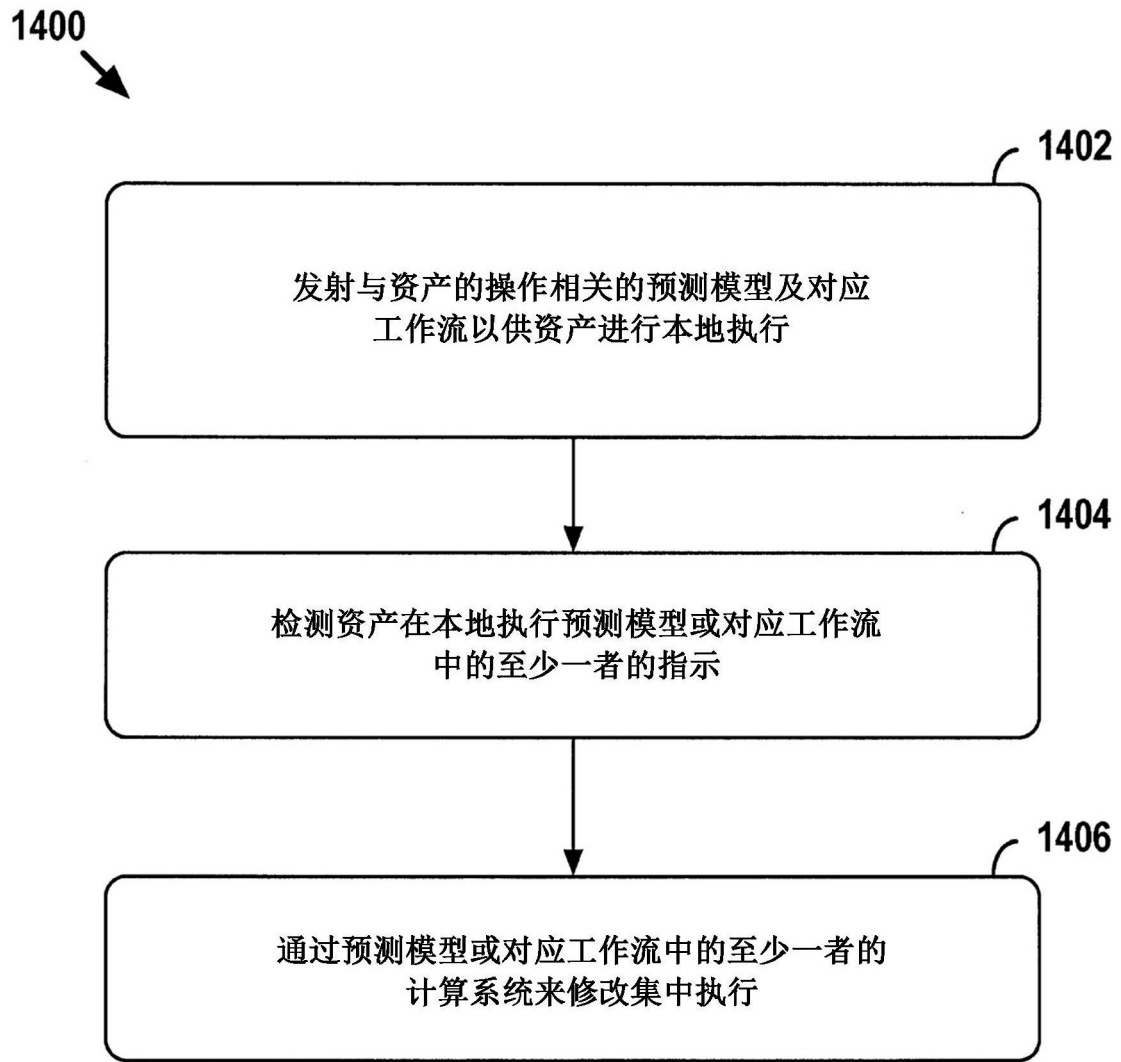 1400
1402
发射与资产的操作相关的预测模型及对应
工作流以供资产进行本地执行
1404
检测资产在本地执行预测模型或对应工作流
中的至少一者的指示
1406
通过预测模型或对应工作流中的至少一者的
计算系统来修改集中执行